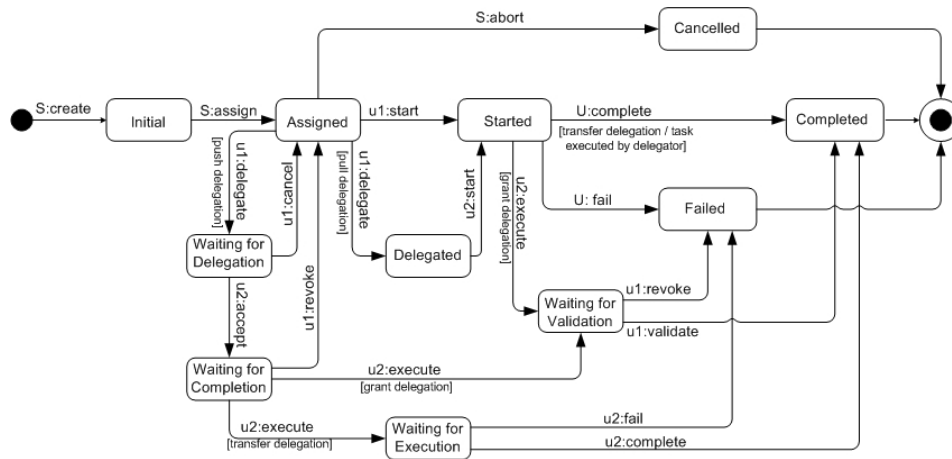 S:abort
Cancelled
S:create
Initial
S:assign
Assigned
u1:start
Started
U:complete
[transfer delegation / task
executed by delegator]
Completed
u1:delegate
[push delegation]
u1:cancel
u1:revoke
u1:delegate
[pull delegation]
u2:start
u2:execute
[grant delegation]
U: fail
Failed
Waiting for
Delegation
Delegated
u2:accept
Waiting for
Validation
u1:revoke
u1:validate
Waiting for
Completion
u2:execute
[grant delegation]
u2:execute
[transfer delegation]
Waiting for
Execution
u2:fail
u2:complete